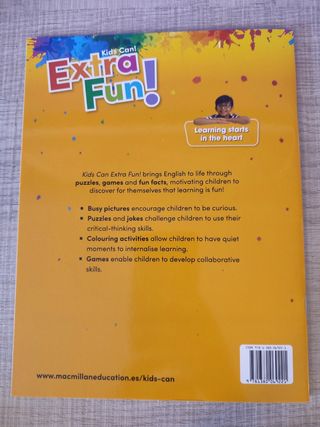 Kids Can!
Extra
Fun!
Learning starts
in the heart
Kids Can Extra Fun! brings English to life through
puzzles, games and fun facts, motivating children to
discover for themselves that learning is fun!
• Busy pictures encourage children to be curious.
• Puzzles and jokes challenge children to use their
critical-thinking skills.
• Colouring activities allow children to have quiet
moments to internalise learning.
• Games enable children to develop collaborative
skills.
www.macmillaneducation.es/kids-can